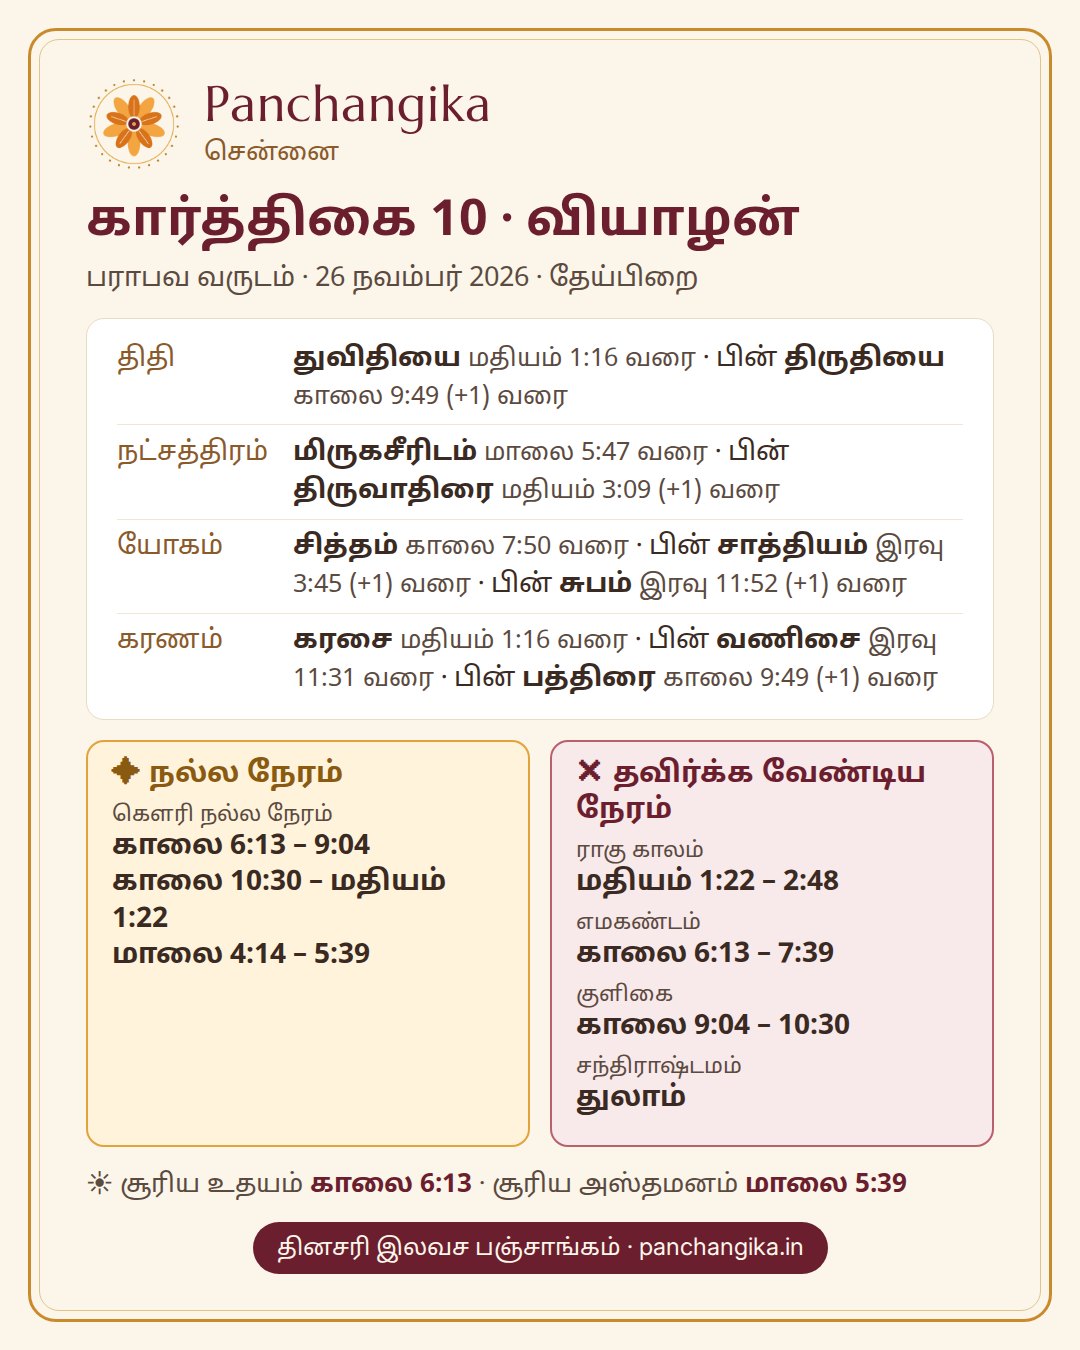 Panchangika
சென்னை
கார்த்திகை 10 · வியாழன்
பராபவ வருடம் · 26 நவம்பர் 2026 · தேய்பிறை
திதி துவிதியை மதியம் 1:16 வரை · பின் திருதியை
காலை 9:49 (+1) வரை
நட்சத்திரம் மிருகசீரிடம் மாலை 5:47 வரை · பின்
திருவாதிரை மதியம் 3:09 (+1) வரை
யோகம் சித்தம் காலை 7:50 வரை · பின் சாத்தியம் இரவு
3:45 (+1) வரை · பின் சுபம் இரவு 11:52 (+1) வரை
கரணம் கரசை மதியம் 1:16 வரை · பின் வணிசை இரவு
11:31 வரை · பின் பத்திரை காலை 9:49 (+1) வரை
✦ நல்ல நேரம்
கௌரி நல்ல நேரம்
காலை 6:13 – 9:04
காலை 10:30 – மதியம்
1:22
மாலை 4:14 – 5:39
✕ தவிர்க்க வேண்டிய
நேரம்
ராகு காலம்
மதியம் 1:22 – 2:48
எமகண்டம்
காலை 6:13 – 7:39
குளிகை
காலை 9:04 – 10:30
சந்திராஷ்டமம்
துலாம்
☀ சூரிய உதயம் காலை 6:13 · சூரிய அஸ்தமனம் மாலை 5:39
தினசரி இலவச பஞ்சாங்கம் · panchangika.in